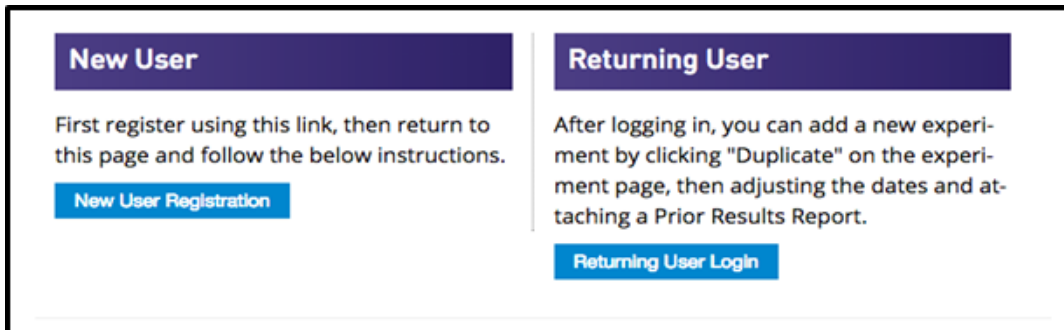 New User
First register using this link, then return to
this page and follow the below instructions.
New User Registration
Returning User
After logging in, you can add a new experi-
ment by clicking "Duplicate" on the experi-
ment page, then adjusting the dates and at-
taching a Prior Results Report.
Returning User Login